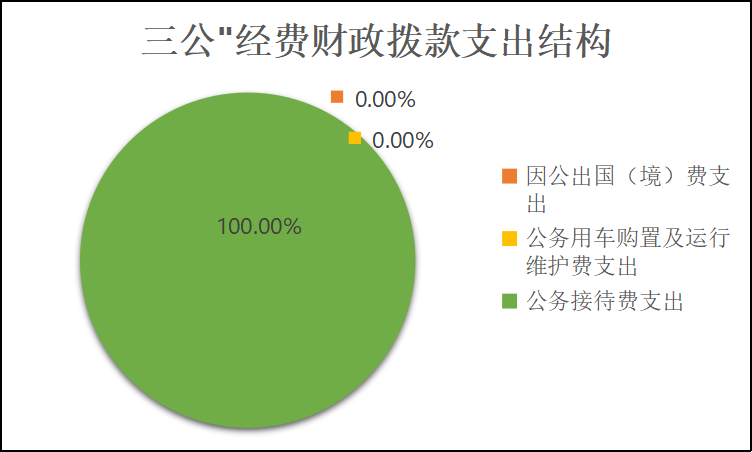 三公"经费财政拨款支出结构
0.00%
0.00%
100.00%
因公出国（境）费支
出
公务用车购置及运行
维护费支出
公务接待费支出